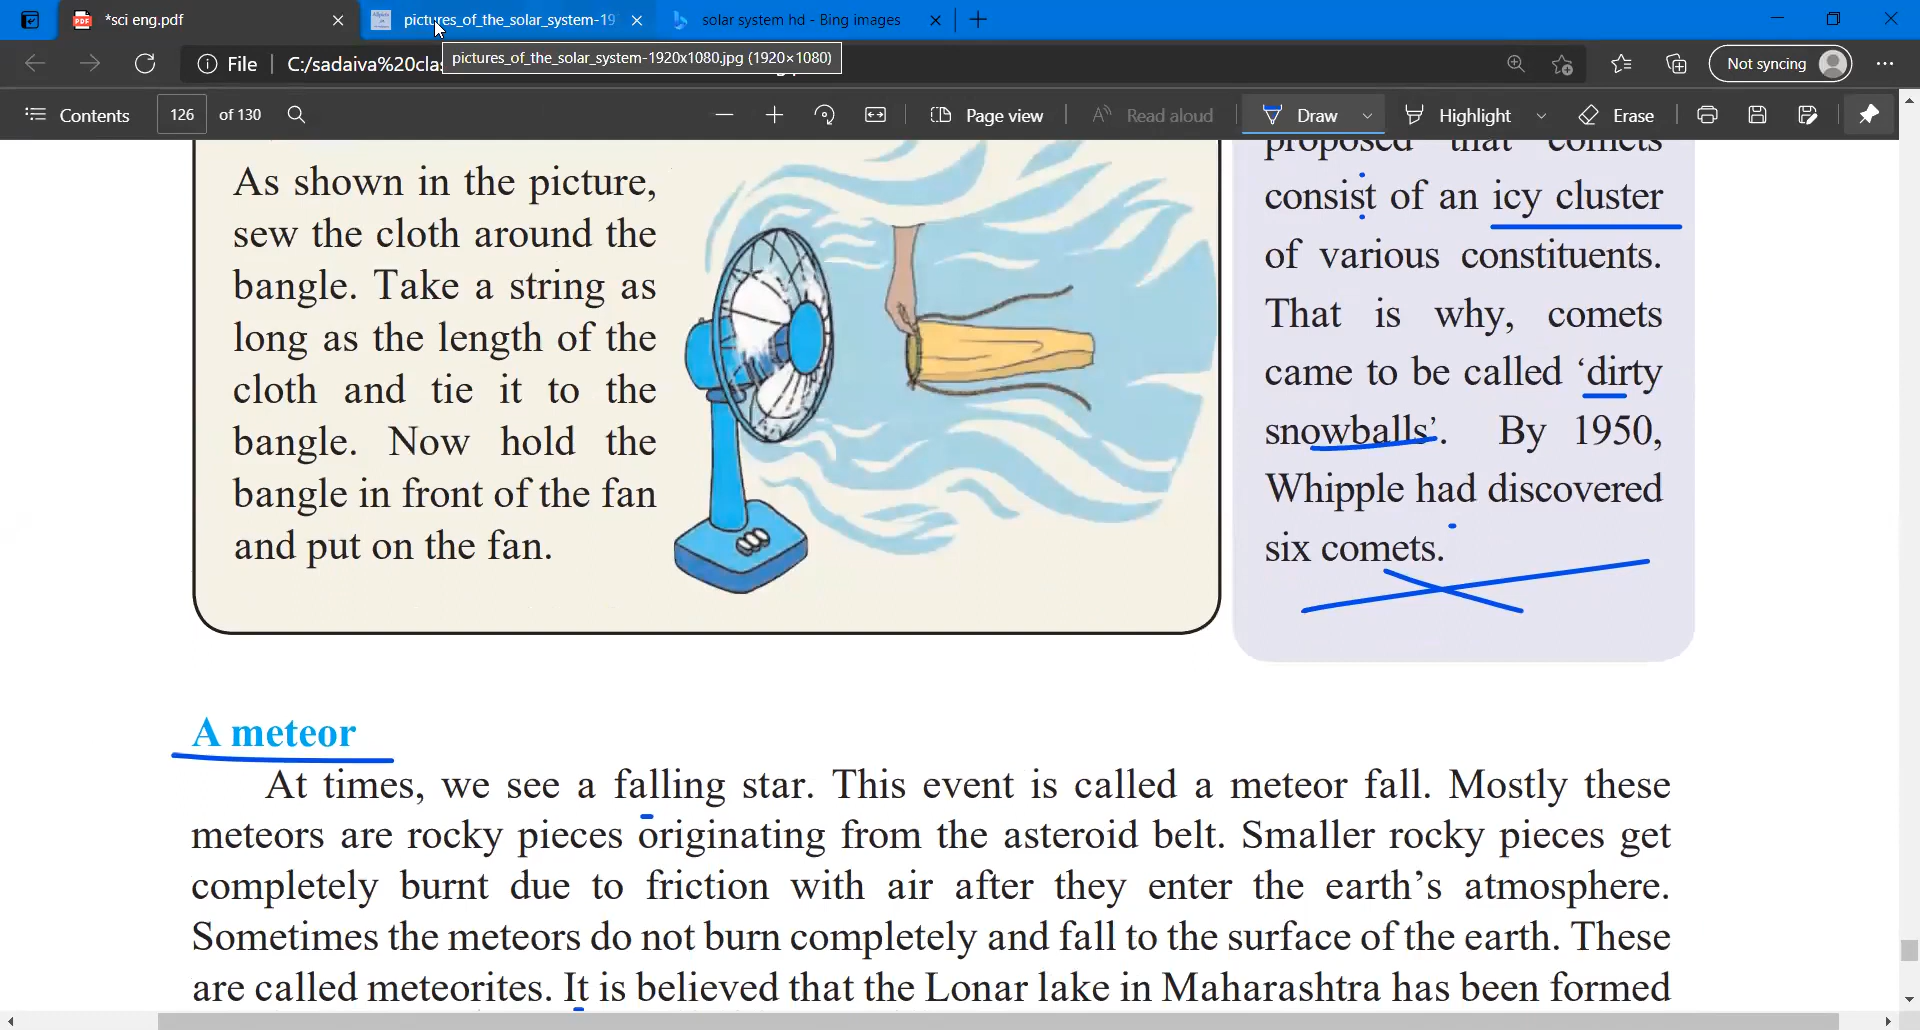 *sci eng.pdf
pictures_of_the_solar_system-19
solar system hd - Bing images
File
C:/sadaiva%20clas
pictures_of_the_solar_system-1920x1080.jpg (1920×1080)
Not syncing
Contents
126
of 130
Page view
Read aloud
Draw
Highlight
Erase
As shown in the picture,
sew the cloth around the
bangle. Take a string as
long as the length of the
cloth and tie it to the
bangle. Now hold the
bangle in front of the fan
and put on the fan.
proposed that comets
consist of an icy cluster
of various constituents.
That is why, comets
came to be called ‘dirty
snowballs’. By 1950,
Whipple had discovered
six comets.
A meteor
At times, we see a falling star. This event is called a meteor fall. Mostly these
meteors are rocky pieces originating from the asteroid belt. Smaller rocky pieces get
completely burnt due to friction with air after they enter the earth’s atmosphere.
Sometimes the meteors do not burn completely and fall to the surface of the earth. These
are called meteorites. It is believed that the Lonar lake in Maharashtra has been formed